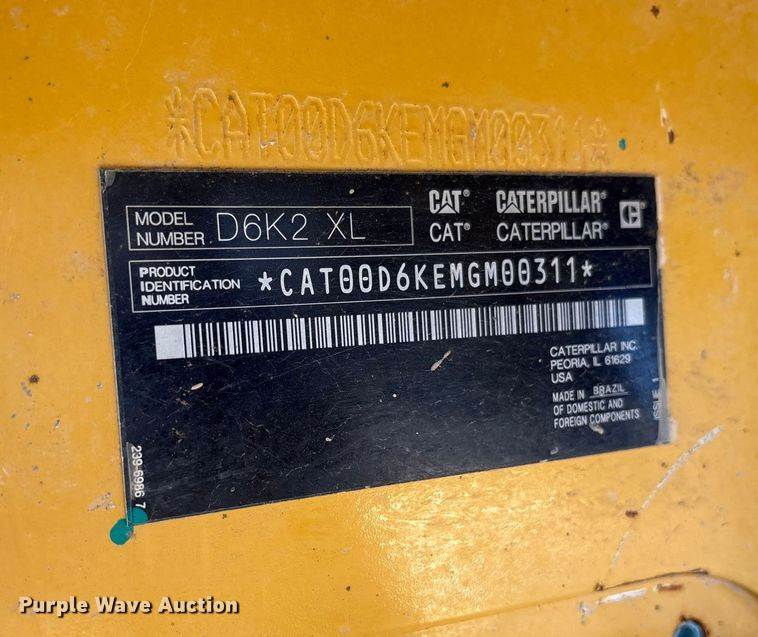 *CAT00D6KEMGM00311*
CAT® CATERPILLAR®
MODEL NUMBER D6K2 XL
CAT® CATERPILLAR®
PRODUCT IDENTIFICATION NUMBER *CAT00D6KEMGM00311*
CATERPILLAR INC.
PEORIA, IL 61629
USA
MADE IN BRAZIL
OF DOMESTIC AND
FOREIGN COMPONENTS
ISSUE 1
239-6986 7
Purple Wave Auction